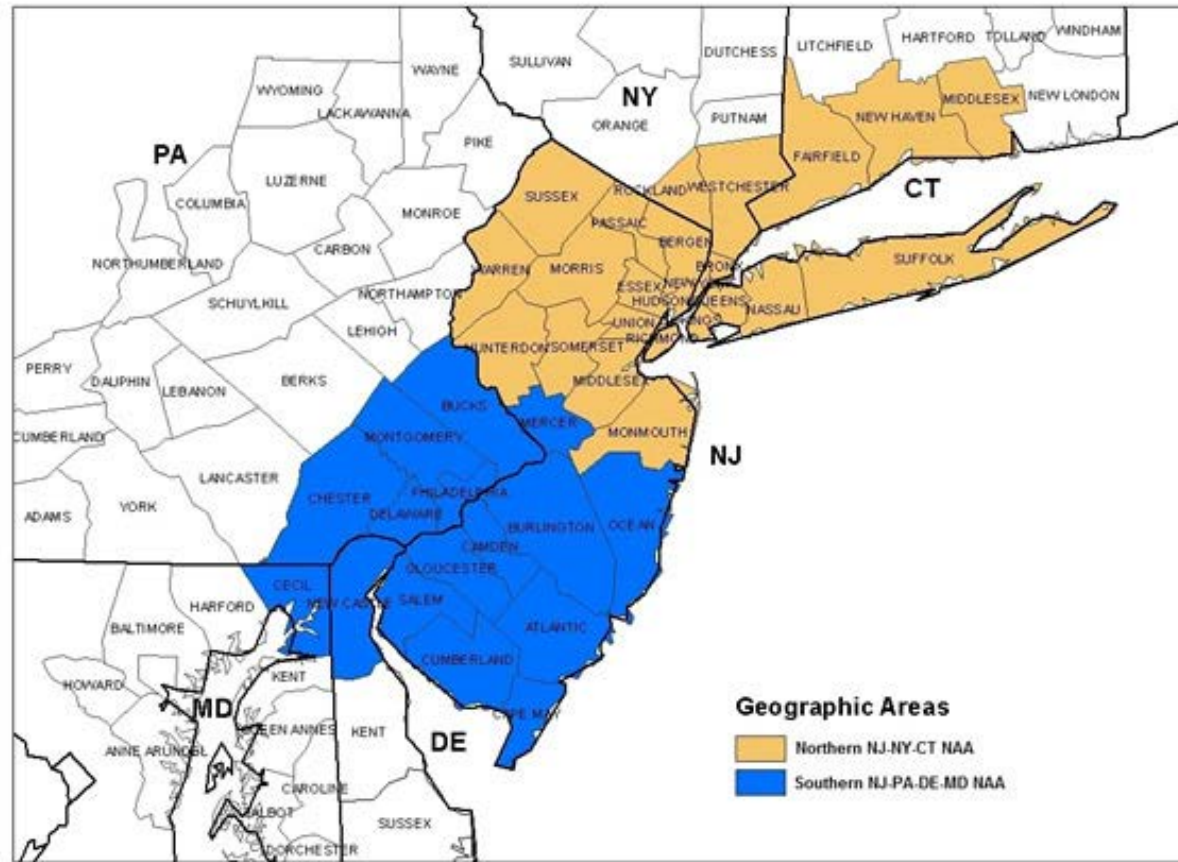 WINDHAM
HARTFORD
TOLLAND
LITCHFIELD
DUTCHESS
SULLIVAN
WAYNE
WYOMING
LACKAWANNA
NY
ORANGE
PUTNAM
MIDDLESEX
NEW LONDON
NEW HAVEN
PIKE
PA
LUZERNE
FAIRFIELD
COLUMBIA
MONROE
SUSSEX
ROCKLAND
WESTCHESTER
CT
PASSAIC
CARBON
BERGEN
NORTHUMBERLAND
WARREN
MORRIS
BRONX
SUFFOLK
SCHUYLKILL
NORTHAMPTON
ESSEX
HUDSON
QUEENS
NASSAU
LEHIGH
UNION
RICHMOND
HUNTERDON
SOMERSET
PERRY
DAUPHIN
LEBANON
BERKS
MIDDLESEX
BUCKS
MERCER
CUMBERLAND
MONTGOMERY
MONMOUTH
NJ
LANCASTER
CHESTER
PHILADELPHIA
ADAMS
YORK
DELAWARE
BURLINGTON
OCEAN
CAMDEN
GLOUCESTER
CECIL
NEW CASTLE
SALEM
HARFORD
BALTIMORE
ATLANTIC
CUMBERLAND
KENT
HOWARD
MD
CAPE MAY
DE
KENT
ANNE ARUNDEL
CAROLINE
SUSSEX
DORCHESTER
Geographic Areas
Northern NJ-NY-CT NAA
Southern NJ-PA-DE-MD NAA